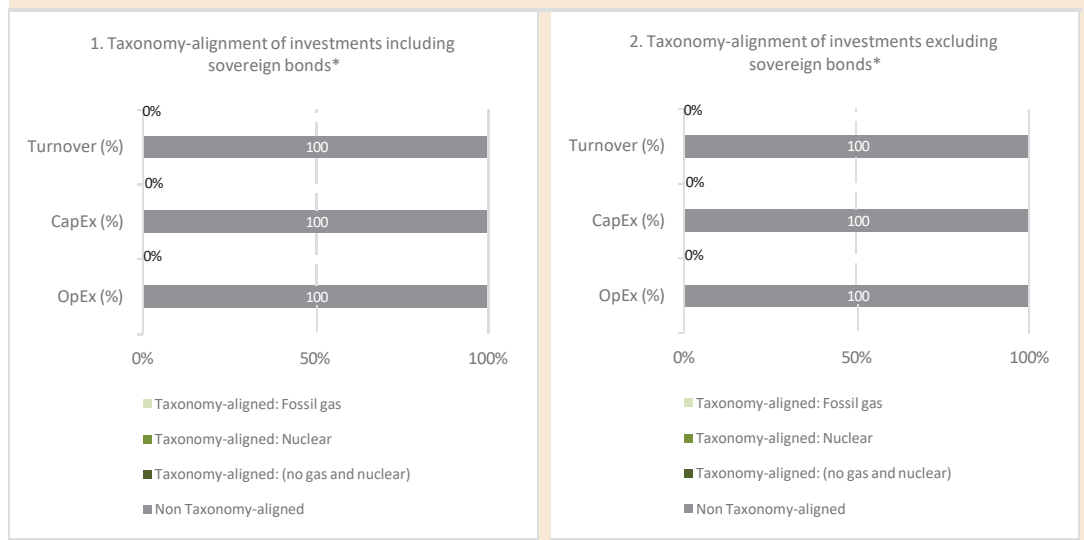 1. Taxonomy-alignment of investments including
sovereign bonds*
0%
Turnover (%)
100
0%
CapEx (%)
100
0%
OpEx (%)
100
0%
50%
100%
Taxonomy-aligned: Fossil gas
Taxonomy-aligned: Nuclear
Taxonomy-aligned: (no gas and nuclear)
Non Taxonomy-aligned
2. Taxonomy-alignment of investments excluding
sovereign bonds*
0%
Turnover (%)
100
0%
CapEx (%)
100
0%
OpEx (%)
100
0%
50%
100%
Taxonomy-aligned: Fossil gas
Taxonomy-aligned: Nuclear
Taxonomy-aligned: (no gas and nuclear)
Non Taxonomy-aligned